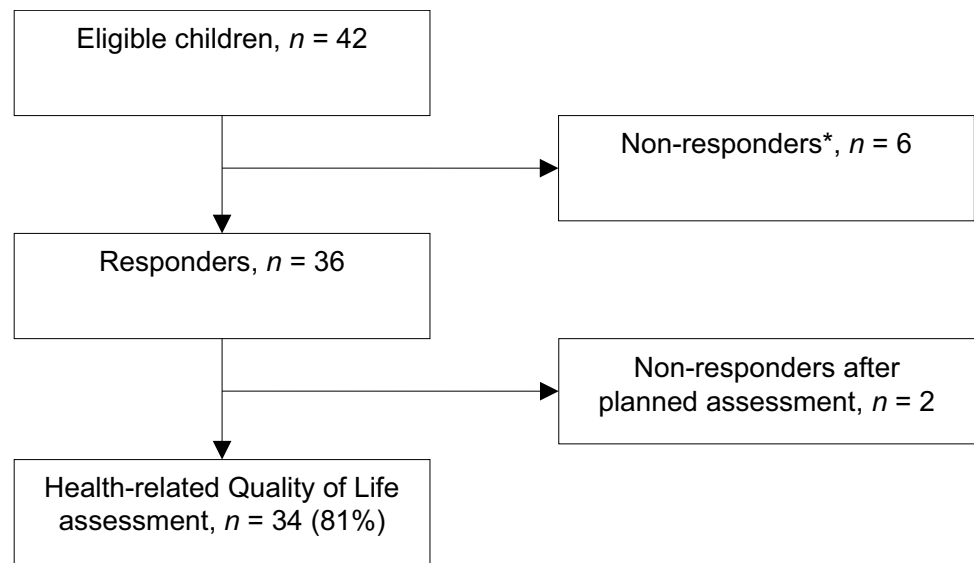 Eligible children, n = 42
Non-responders*, n = 6
Responders, n = 36
Non-responders after
planned assessment, n = 2
Health-related Quality of Life
assessment, n = 34 (81%)